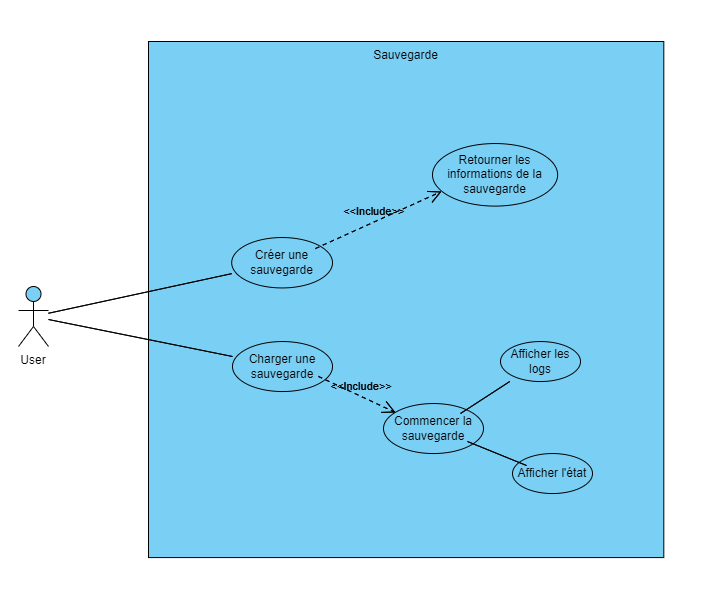 Sauvegarde
Retourner les
informations de la
sauvegarde
<<Include>>
Créer une
sauvegarde
User
Charger une
sauvegarde
<<Include>>
Afficher les
logs
Commencer la
sauvegarde
Afficher l'état